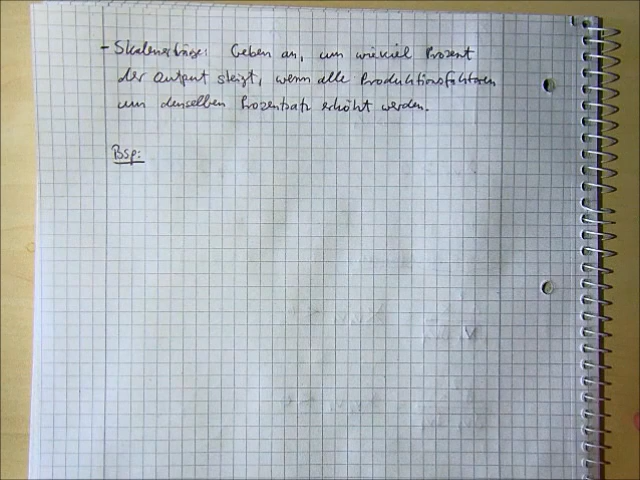 - Skalenerträge: Geben an, um wieviel Prozent
der Output steigt, wenn alle Produktionsfaktoren
um denselben Prozentsatz erhöht werden.
Bsp: